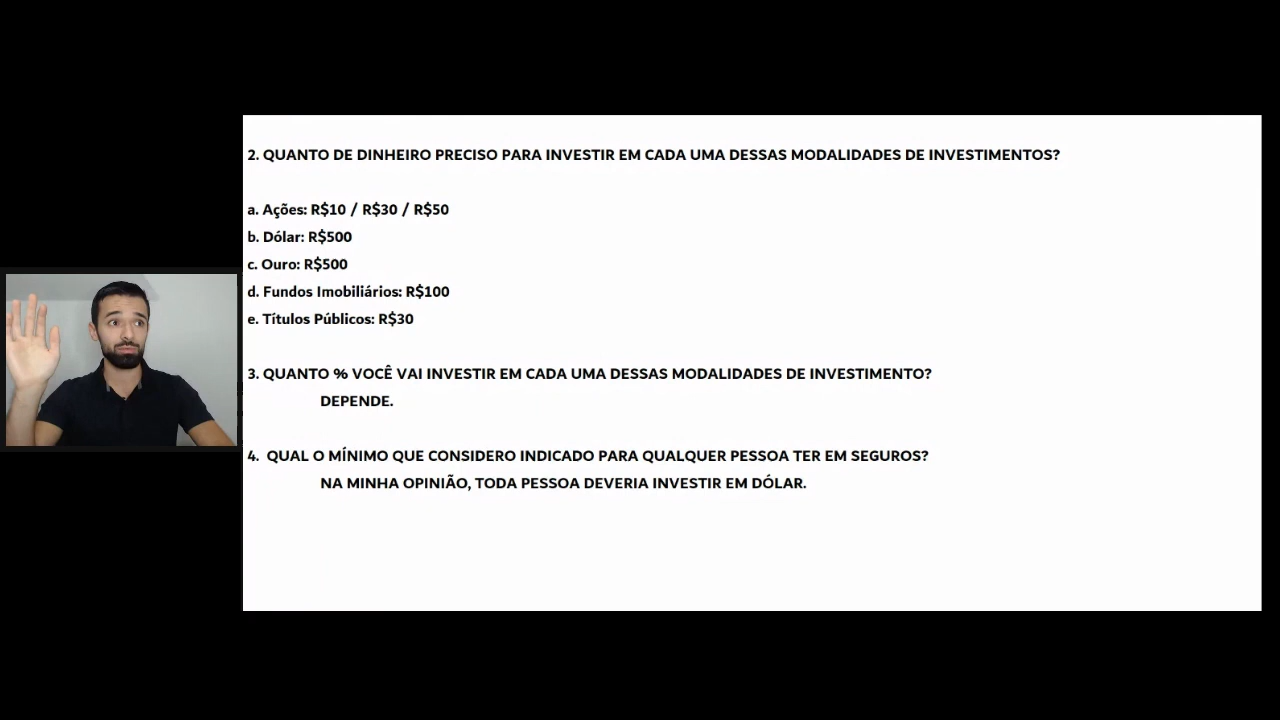 2. QUANTO DE DINHEIRO PRECISO PARA INVESTIR EM CADA UMA DESSAS MODALIDADES DE INVESTIMENTOS?
a. Ações: R$10 / R$30 / R$50
b. Dólar: R$500
c. Ouro: R$500
d. Fundos Imobiliários: R$100
e. Títulos Públicos: R$30
3. QUANTO % VOCÊ VAI INVESTIR EM CADA UMA DESSAS MODALIDADES DE INVESTIMENTO?
DEPENDE.
4. QUAL O MÍNIMO QUE CONSIDERO INDICADO PARA QUALQUER PESSOA TER EM SEGUROS?
NA MINHA OPINIÃO, TODA PESSOA DEVERIA INVESTIR EM DÓLAR.